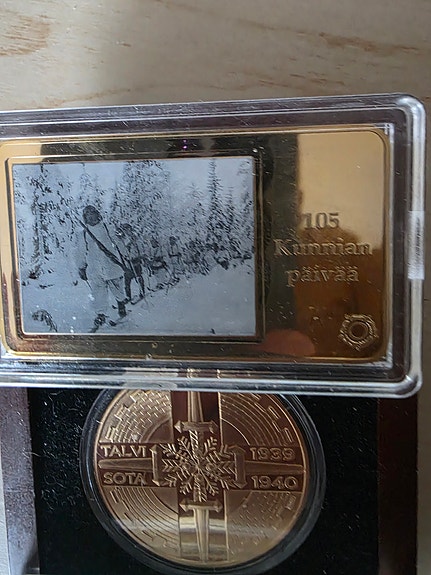 105
Kunnian
päivää
TALVI 1939
SOTA 1940